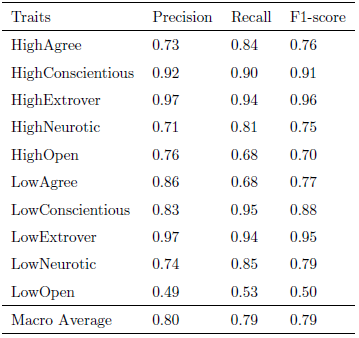 Traits Precision Recall F1-score
HighAgree 0.73 0.84 0.76
HighConscientious 0.92 0.90 0.91
HighExtrover 0.97 0.94 0.96
HighNeurotic 0.71 0.81 0.75
HighOpen 0.76 0.68 0.70
LowAgree 0.86 0.68 0.77
LowConscientious 0.83 0.95 0.88
LowExtrover 0.97 0.94 0.95
LowNeurotic 0.74 0.85 0.79
LowOpen 0.49 0.53 0.50
Macro Average 0.80 0.79 0.79